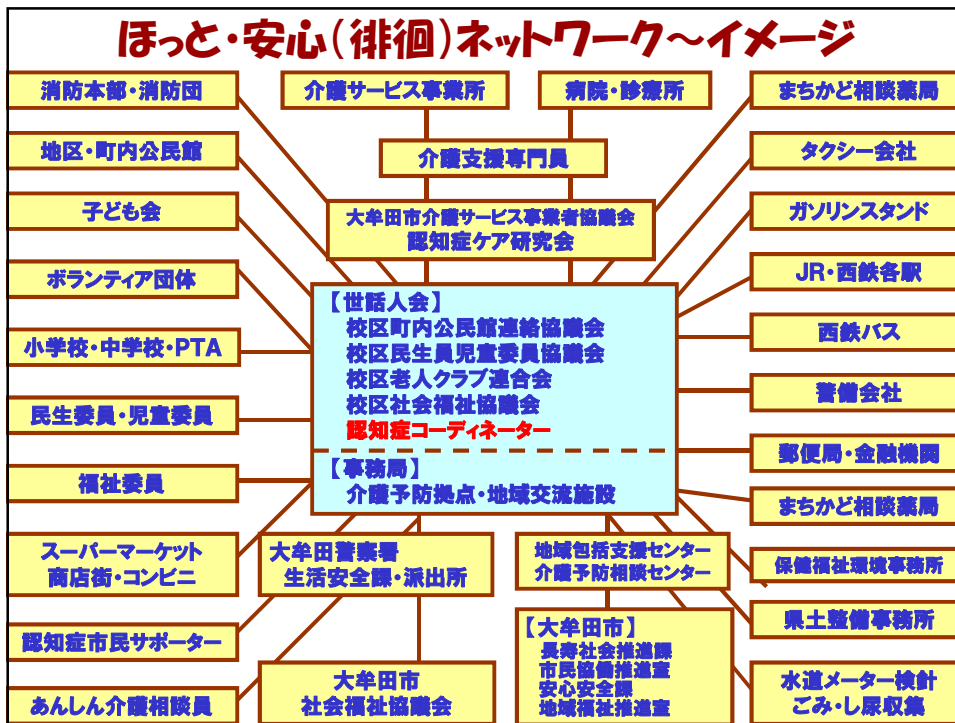 ほっと・安心(徘徊)ネットワーク～イメージ
消防本部・消防団
介護サービス事業所
病院・診療所
まちかど相談薬局
地区・町内公民館
介護支援専門員
タクシー会社
子ども会
大牟田市介護サービス事業者協議会
認知症ケア研究会
ガソリンスタンド
ボランティア団体
JR・西鉄各駅
【世話人会】
校区町内公民館連絡協議会
校区民生員児童委員協議会
校区老人クラブ連合会
校区社会福祉協議会
認知症コーディネーター
【事務局】
介護予防拠点・地域交流施設
小学校・中学校・PTA
西鉄バス
民生委員・児童委員
警備会社
福祉委員
郵便局・金融機関
まちかど相談薬局
スーパーマーケット
商店街・コンビニ
大牟田警察署
生活安全課・派出所
地域包括支援センター
介護予防相談センター
保健福祉環境事務所
認知症市民サポーター
県土整備事務所
【大牟田市】
長寿社会推進課
市民協働推進室
安心安全課
地域福祉推進室
あんしん介護相談員
大牟田市
社会福祉協議会
水道メーター検針
ごみ・し尿収集